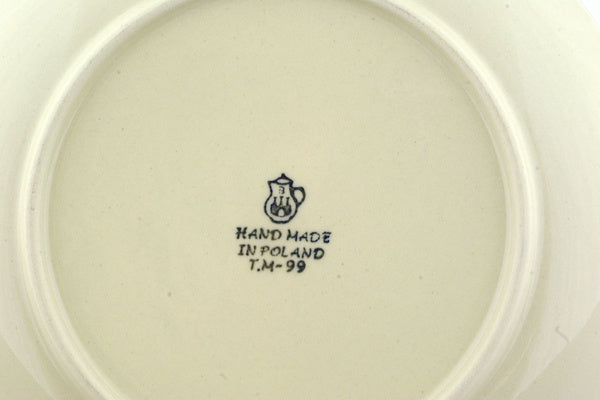 B
HAND MADE
IN POLAND
T.M-99